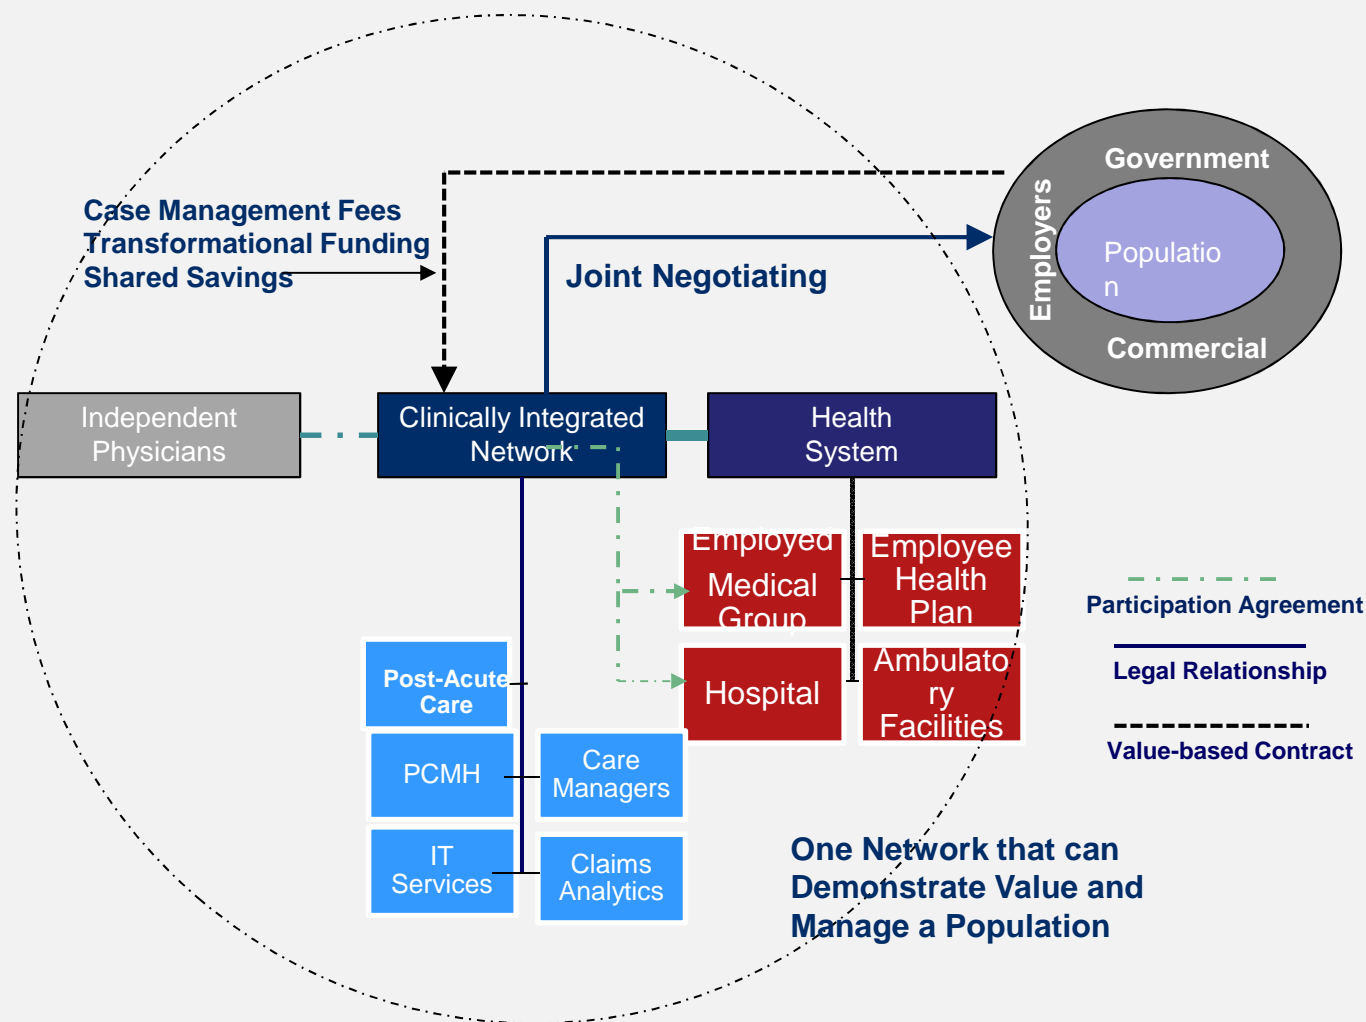 Government
Employers
Populatio
n
Commercial
Case Management Fees
Transformational Funding
Shared Savings
Joint Negotiating
Independent
Physicians
Clinically Integrated
Network
Health
System
Employed
Medical
Group
Employee
Health
Plan
Hospital
Ambulato
ry
Facilities
Post-Acute
Care
PCMH
Care
Managers
IT
Services
Claims
Analytics
Participation Agreement
Legal Relationship
Value-based Contract
One Network that can
Demonstrate Value and
Manage a Population